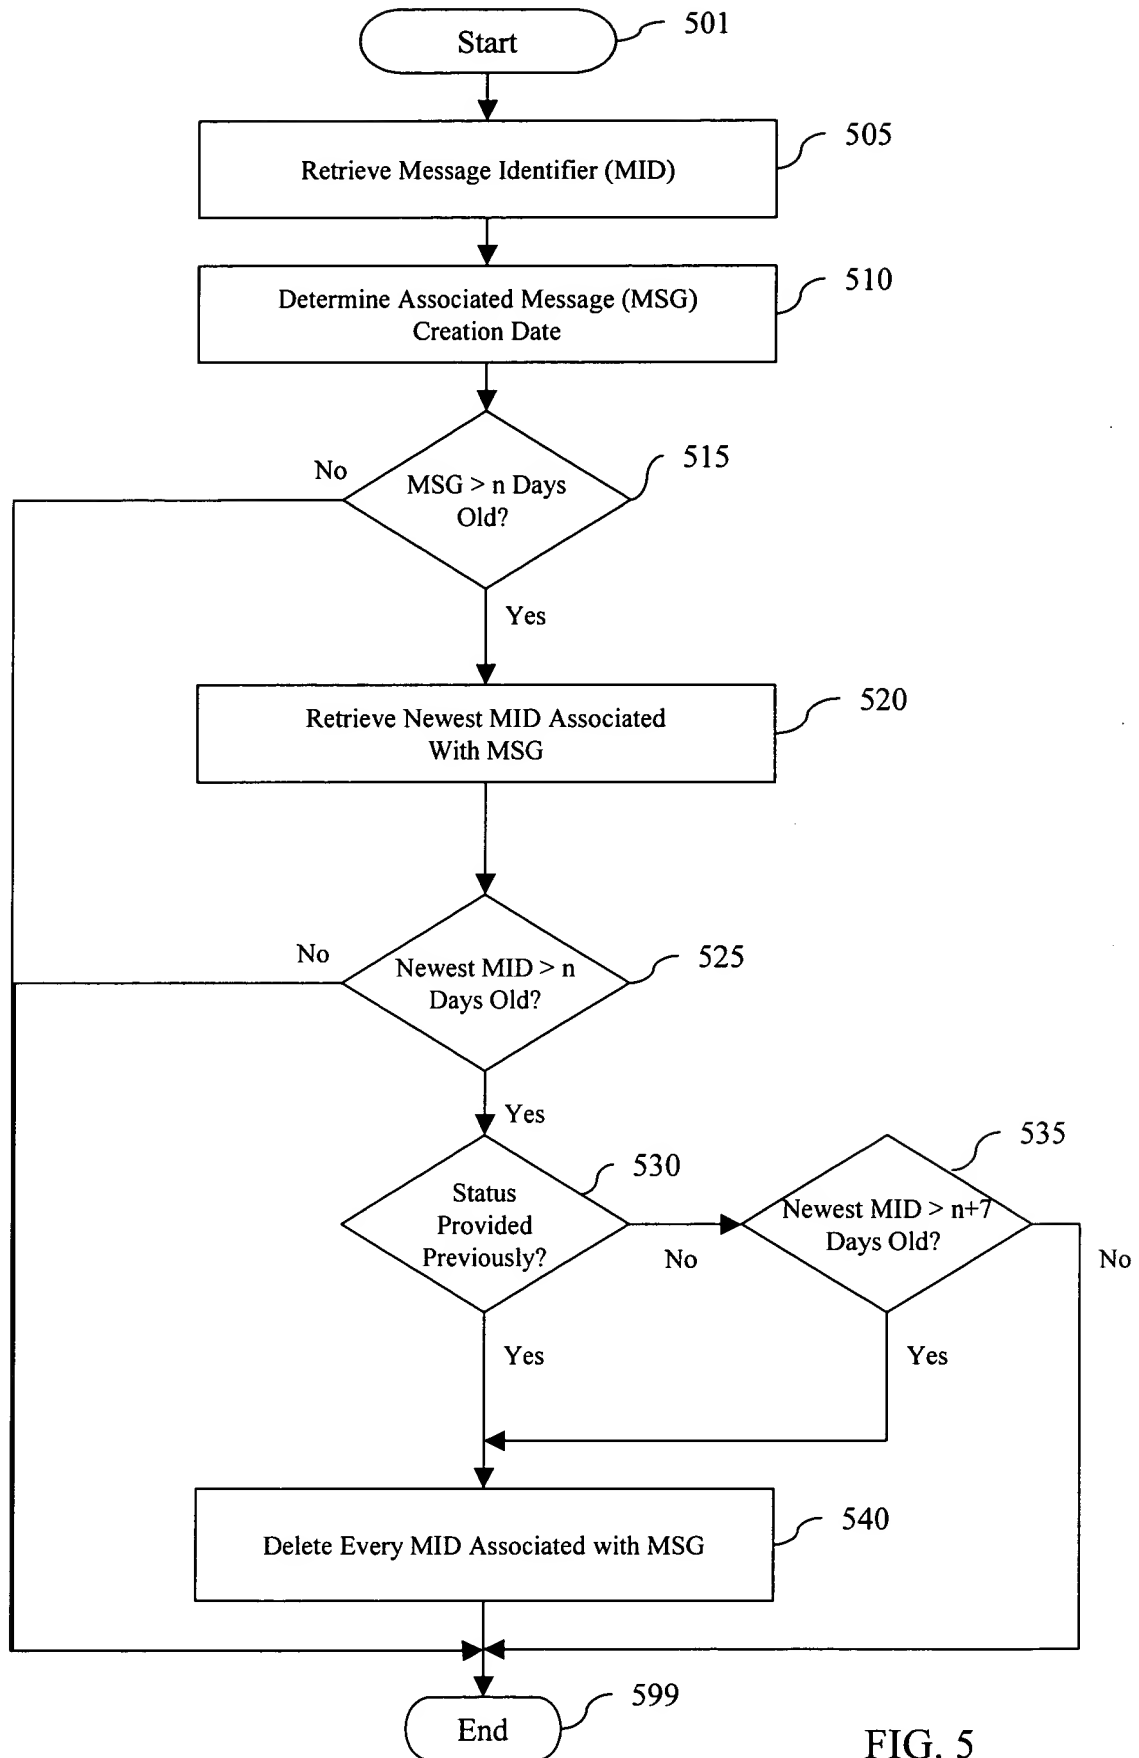 Start
501
Retrieve Message Identifier (MID)
505
Determine Associated Message (MSG)
Creation Date
510
No
MSG > n Days
Old?
515
Yes
Retrieve Newest MID Associated
With MSG
520
No
Newest MID > n
Days Old?
525
Yes
Status
Provided
Previously?
530
No
Newest MID > n+7
Days Old?
535
No
Yes
Yes
Delete Every MID Associated with MSG
540
End
599
FIG. 5